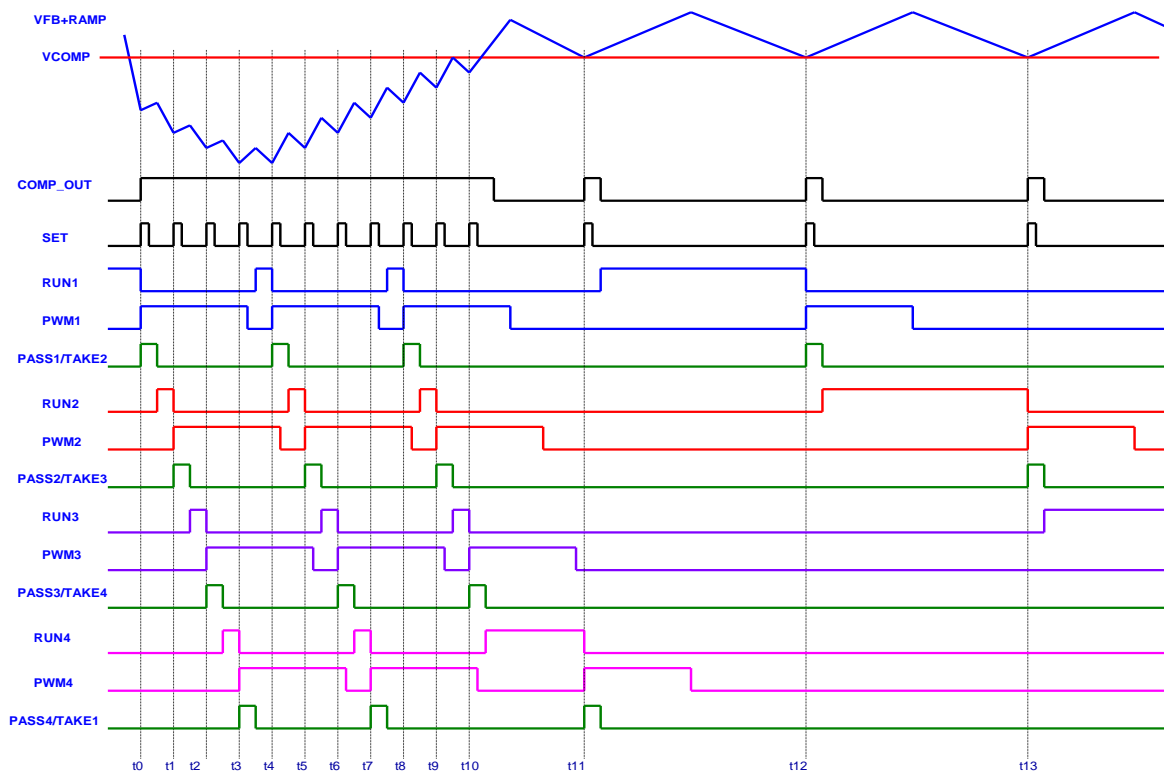 VFB+RAMP
VCOMP
COMP_OUT
SET
RUN1
PWM1
PASS1/TAKE2
RUN2
PWM2
PASS2/TAKE3
RUN3
PWM3
PASS3/TAKE4
RUN4
PWM4
PASS4/TAKE1
t0 t1 t2 t3 t4 t5 t6 t7 t8 t9 t10 t11 t12 t13